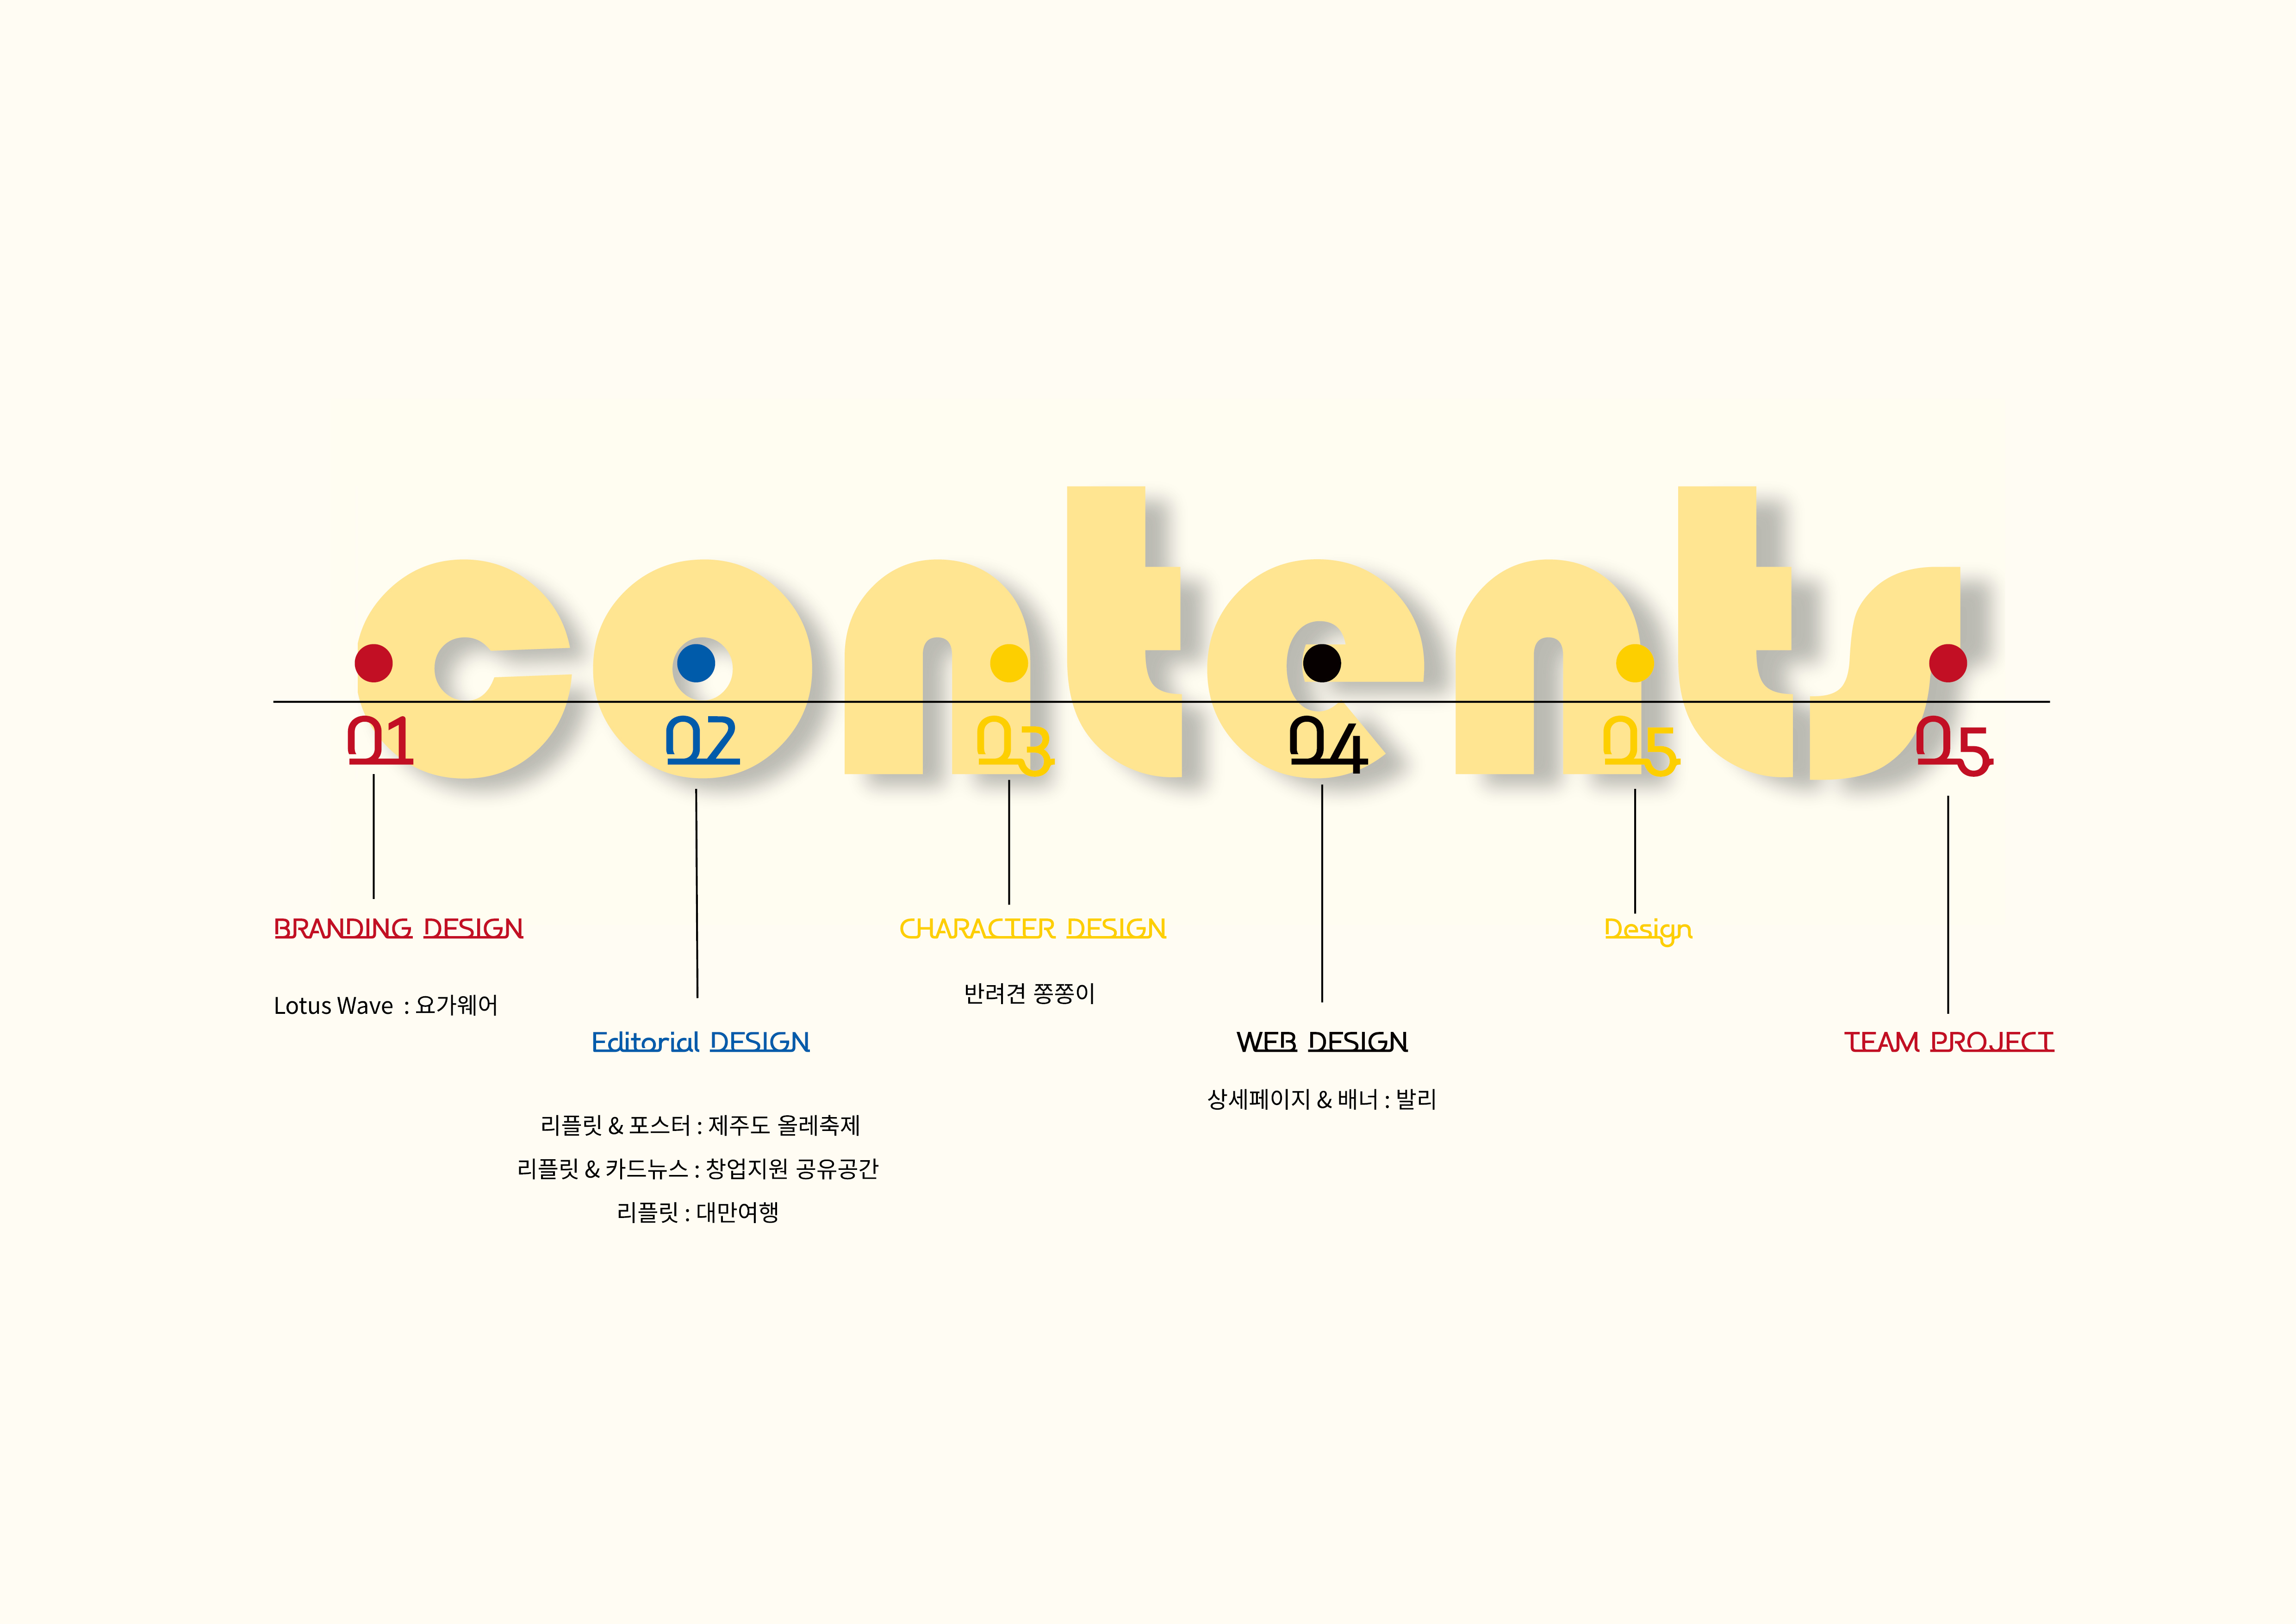 contents
01
02
03
04
05
05
BRANDING DESIGN
Lotus Wave : 요가웨어
Editorial DESIGN
리플릿 & 포스터 : 제주도 올레축제
리플릿 & 카드뉴스 : 창업지원 공유공간
리플릿 : 대만여행
CHARACTER DESIGN
반려견 쫑쫑이
WEB DESIGN
상세페이지 & 배너 : 발리
Design
TEAM PROJECT